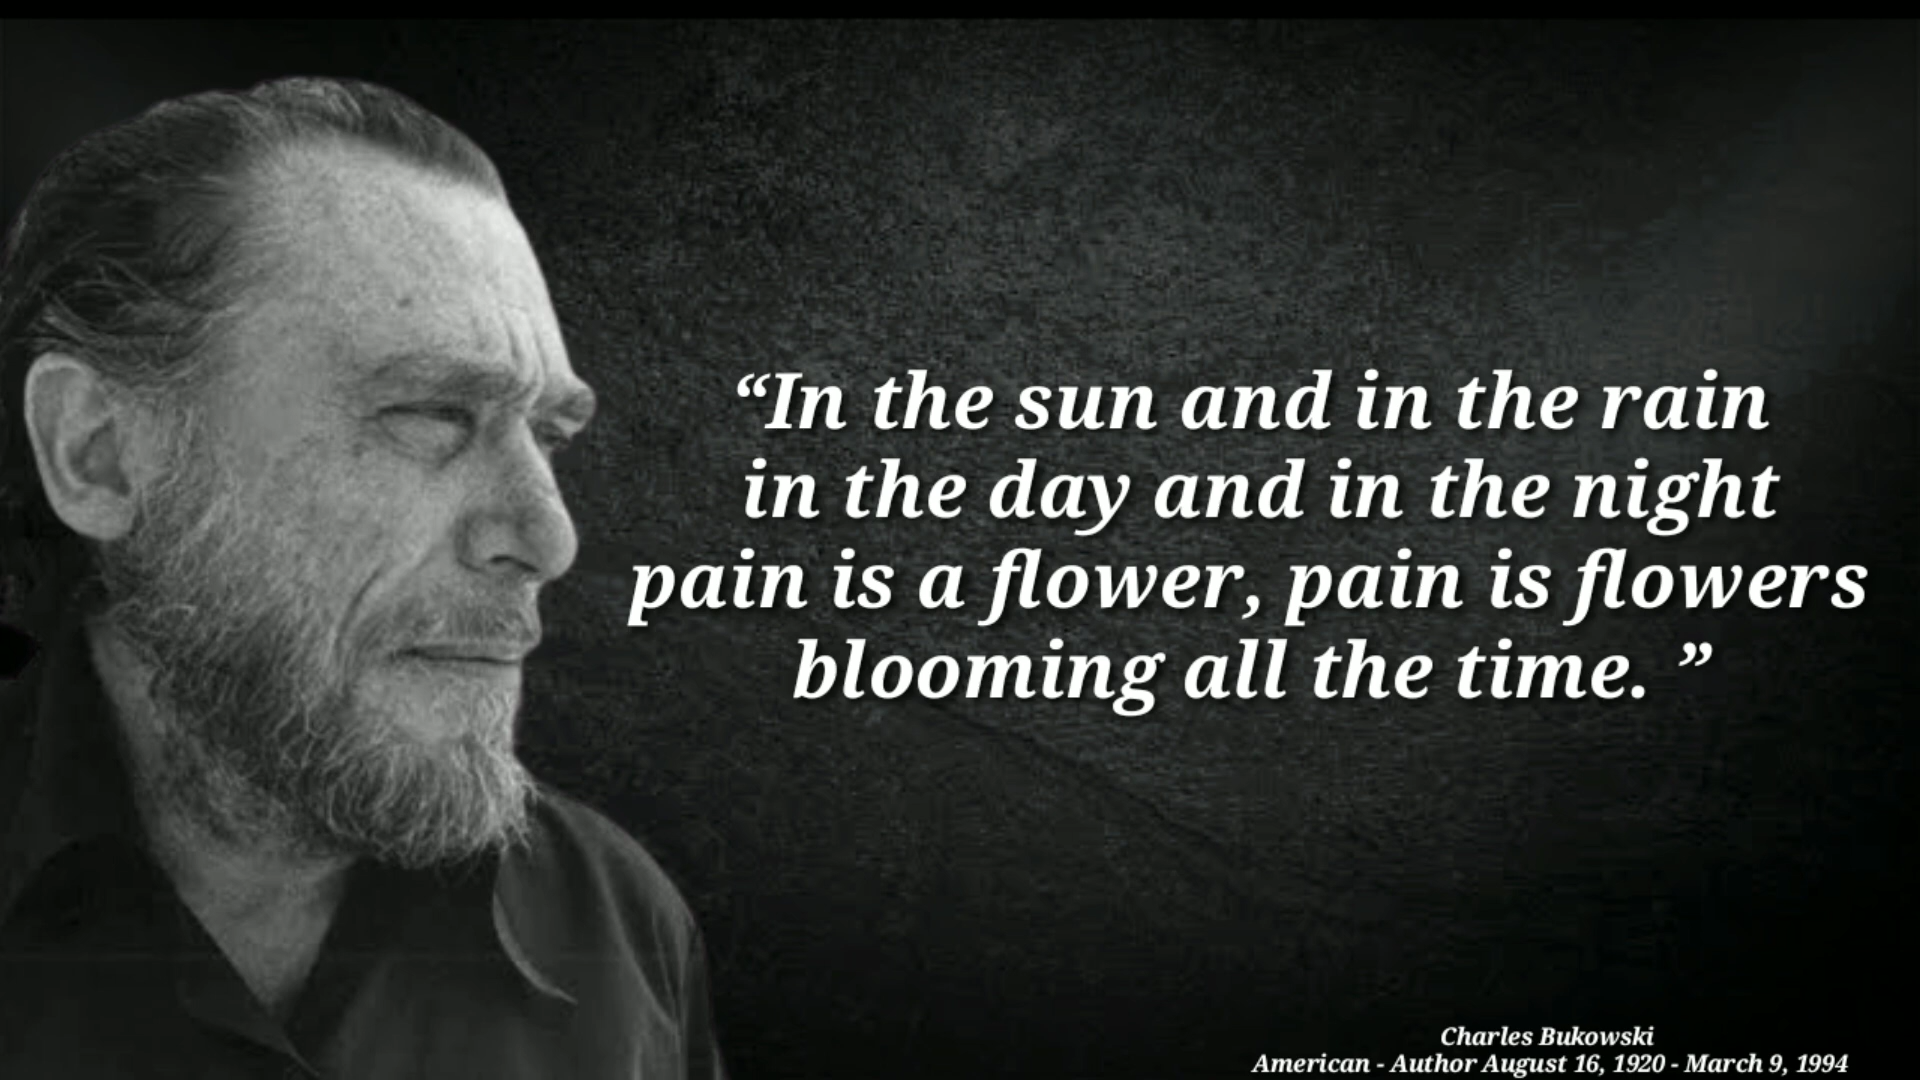 “In the sun and in the rain
in the day and in the night
pain is a flower, pain is flowers
blooming all the time. ”
Charles Bukowski
American - Author August 16, 1920 - March 9, 1994